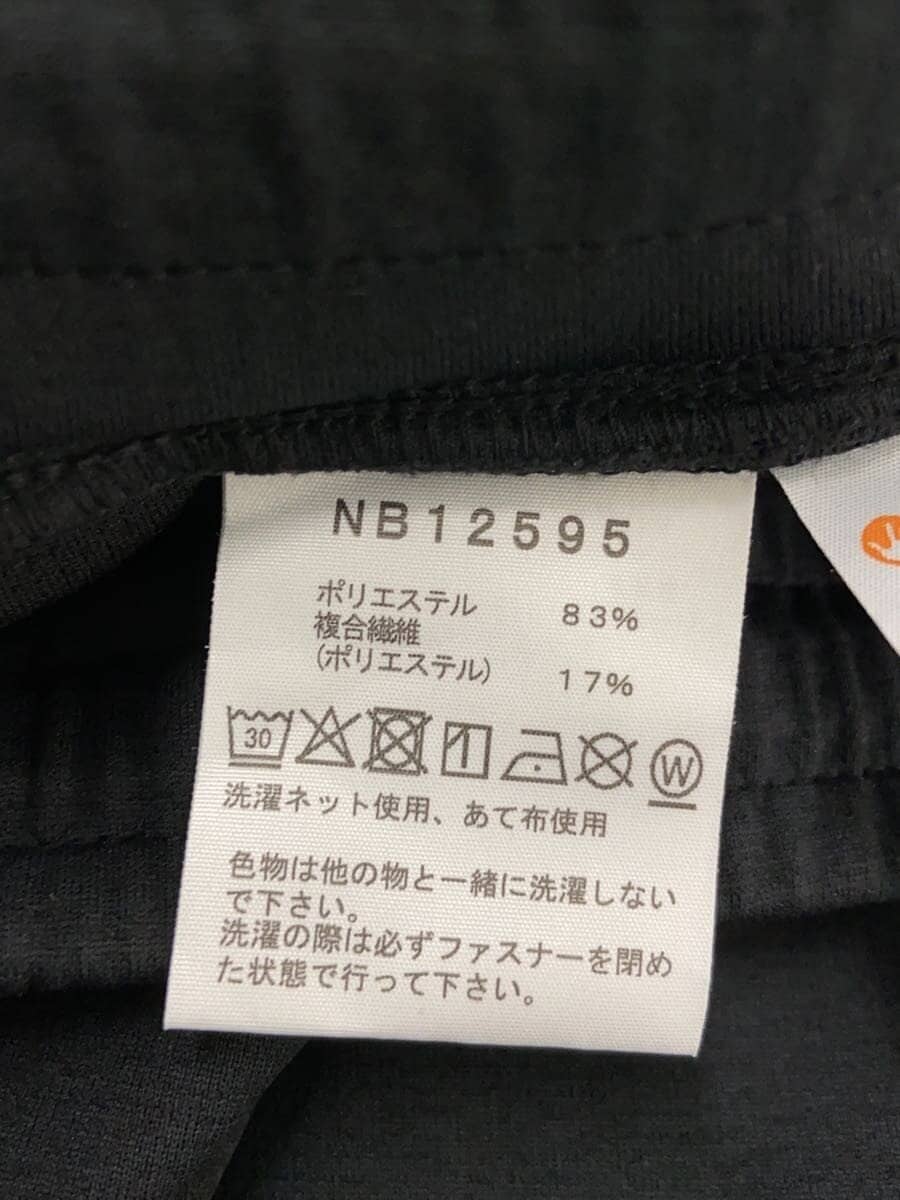 NB12595
ポリエステル 83%
複合繊維
(ポリエステル) 17%
30
W
洗濯ネット使用、あて布使用
色物は他の物と一緒に洗濯しない
で下さい。
洗濯の際は必ずファスナーを閉め
た状態で行って下さい。